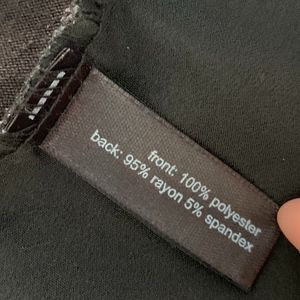 front: 100% polyester
back: 95% rayon 5% spandex